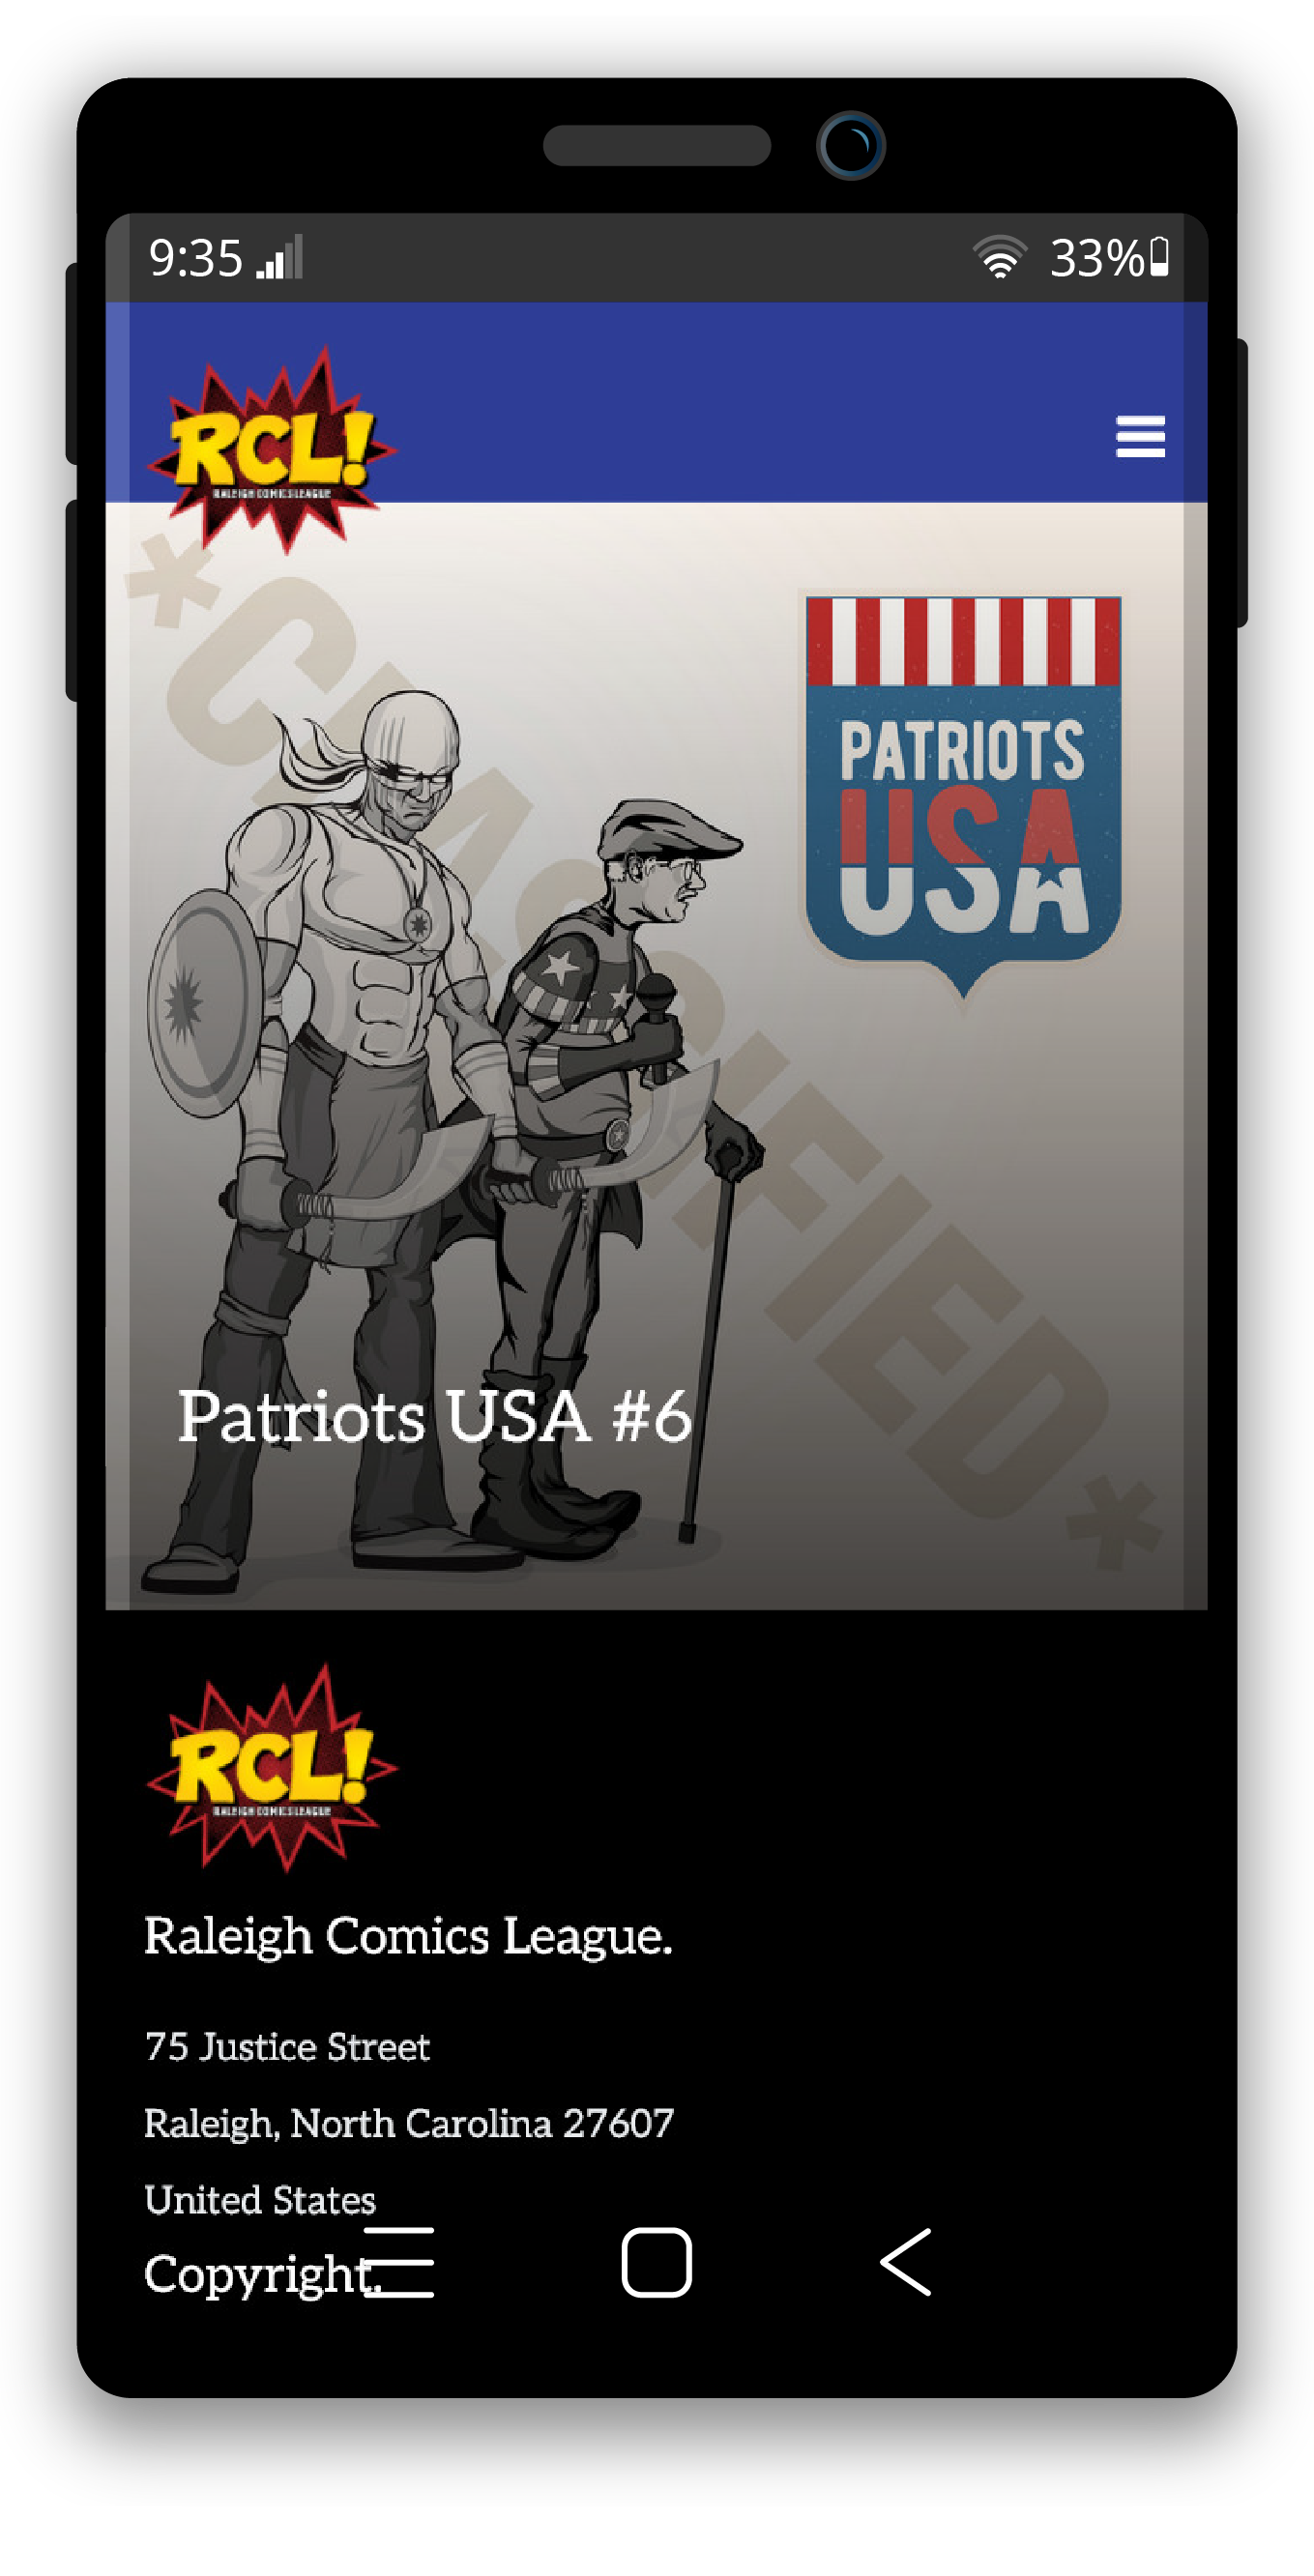 9:35
33%
RCL!
RALEIGH COMICS LEAGUE
*CLASSIFIED*
PATRIOTS
USA
Patriots USA #6
RCL!
RALEIGH COMICS LEAGUE
Raleigh Comics League.
75 Justice Street
Raleigh, North Carolina 27607
United States
Copyright.